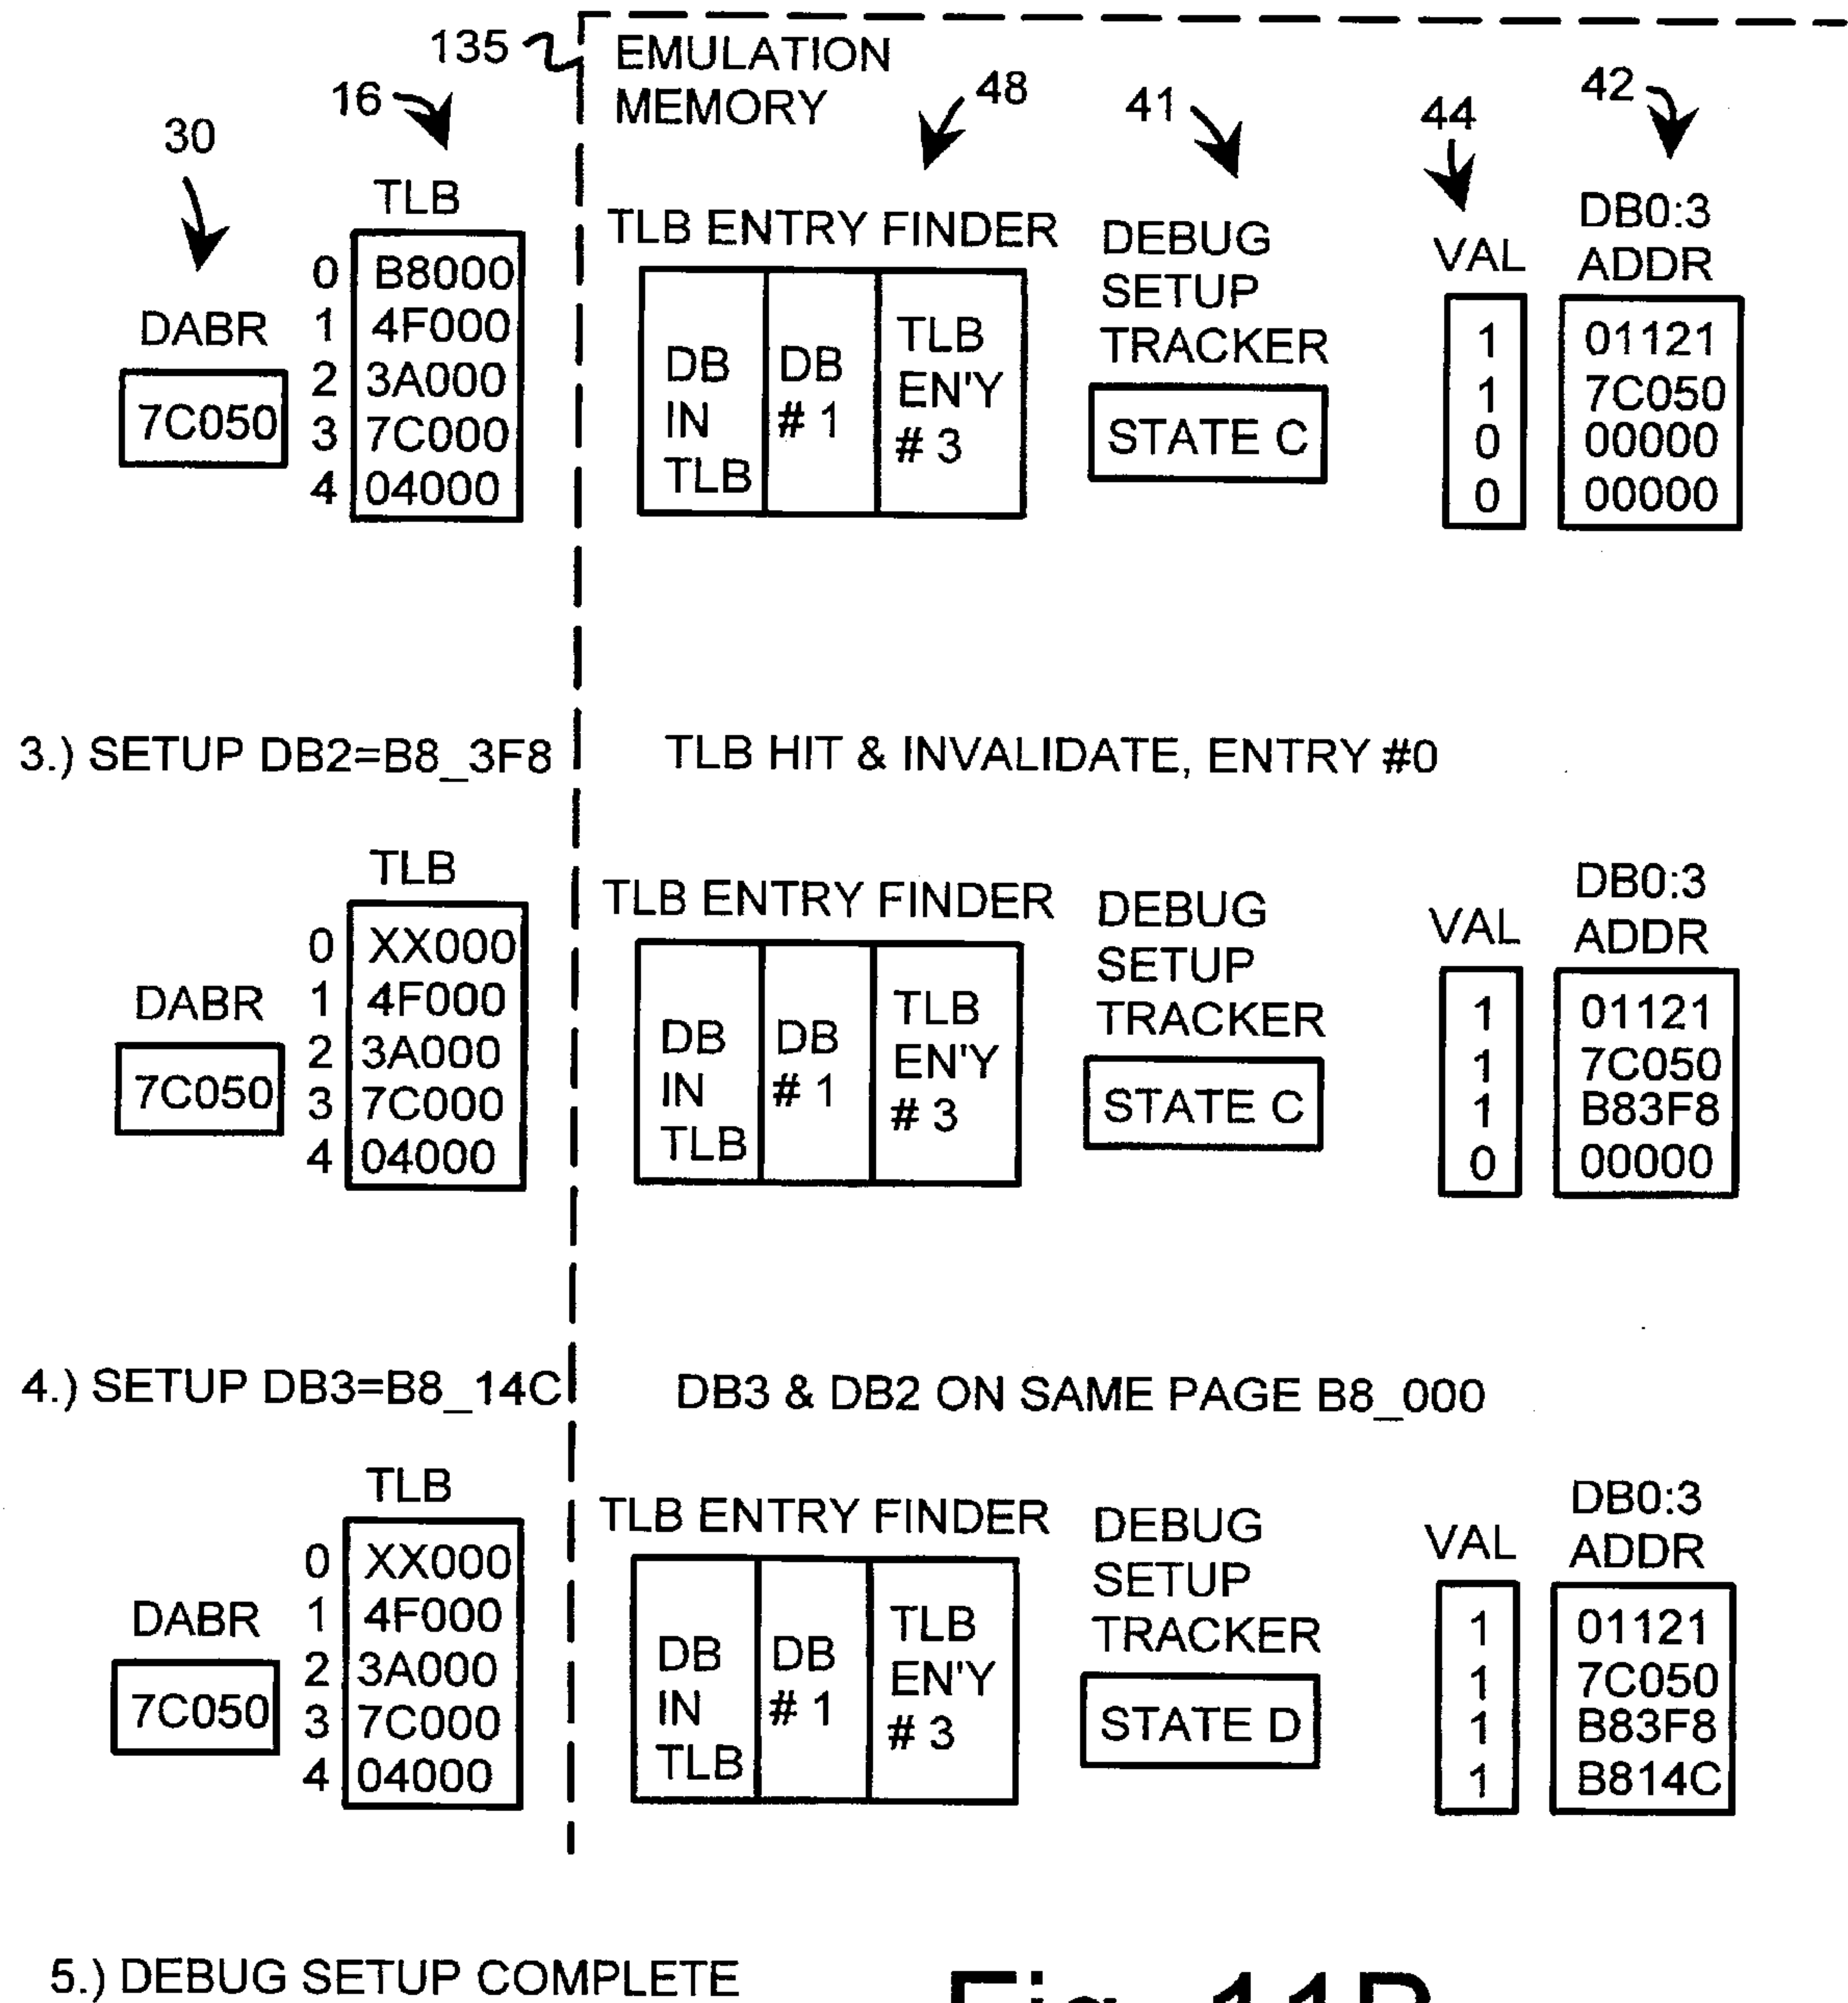 135
EMULATION
MEMORY
16
48
41
42
44
30
TLB
TLB ENTRY FINDER
DEBUG
SETUP
TRACKER
VAL
DB0:3
ADDR
DABR
7C050
0 B8000
1 4F000
2 3A000
3 7C000
4 04000
DB
IN
TLB
DB
# 1
TLB
EN'Y
# 3
STATE C
1
1
0
0
01121
7C050
00000
00000
3.) SETUP DB2=B8_3F8
TLB HIT & INVALIDATE, ENTRY #0
TLB
TLB ENTRY FINDER
DEBUG
SETUP
TRACKER
VAL
DB0:3
ADDR
DABR
7C050
0 XX000
1 4F000
2 3A000
3 7C000
4 04000
DB
IN
TLB
DB
# 1
TLB
EN'Y
# 3
STATE C
1
1
1
0
01121
7C050
B83F8
00000
4.) SETUP DB3=B8_14C
DB3 & DB2 ON SAME PAGE B8_000
TLB
TLB ENTRY FINDER
DEBUG
SETUP
TRACKER
VAL
DB0:3
ADDR
DABR
7C050
0 XX000
1 4F000
2 3A000
3 7C000
4 04000
DB
IN
TLB
DB
# 1
TLB
EN'Y
# 3
STATE D
1
1
1
1
01121
7C050
B83F8
B814C
5.) DEBUG SETUP COMPLETE